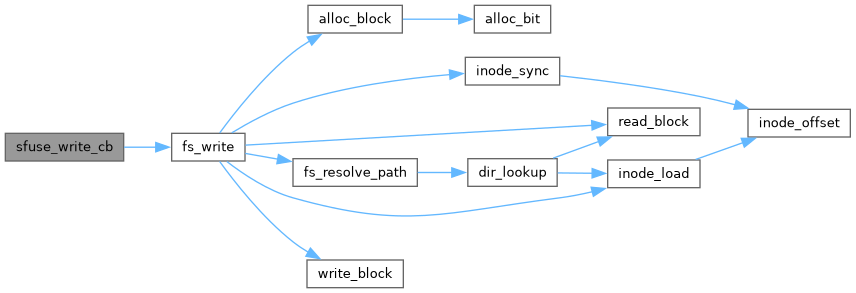 alloc_block
alloc_bit
inode_sync
read_block
inode_offset
sfuse_write_cb
fs_write
fs_resolve_path
dir_lookup
inode_load
write_block